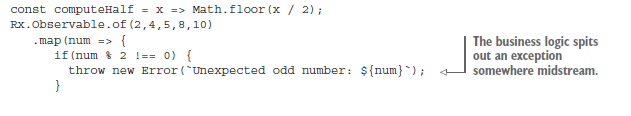 const computeHalf = x => Math.floor(x / 2);
Rx.Observable.of(2,4,5,8,10)
.map(num => {
if(num % 2 !== 0) {
throw new Error(`Unexpected odd number: ${num}`);
}
The business logic spits
out an exception
somewhere midstream.